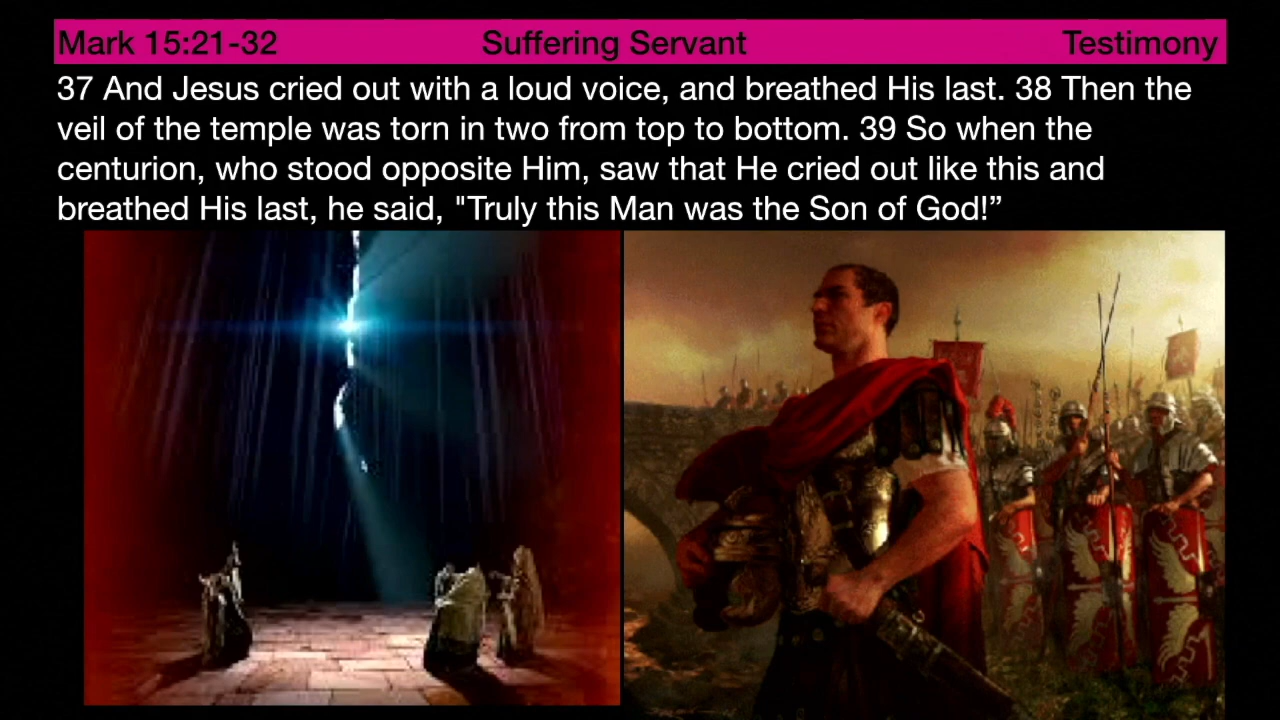 Mark 15:21-32 Suffering Servant Testimony
37 And Jesus cried out with a loud voice, and breathed His last. 38 Then the
veil of the temple was torn in two from top to bottom. 39 So when the
centurion, who stood opposite Him, saw that He cried out like this and
breathed His last, he said, "Truly this Man was the Son of God!”